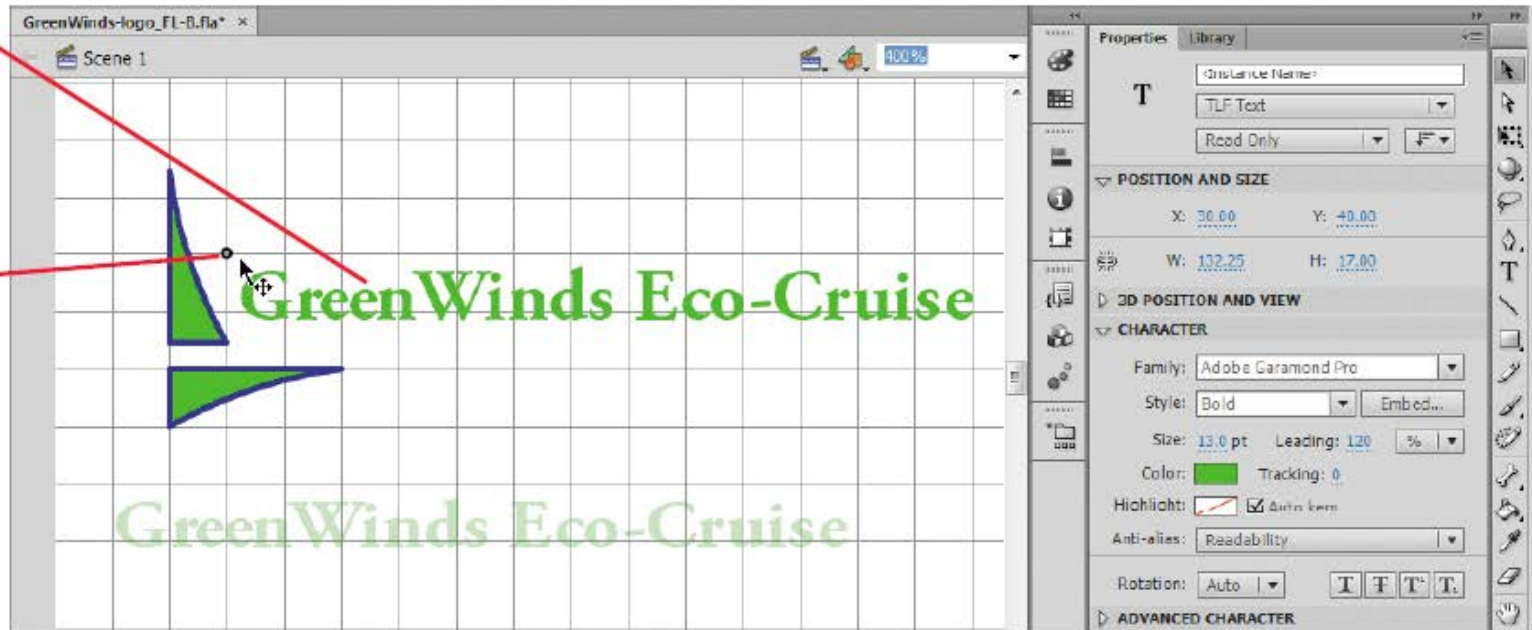 GreenWinds-logo_FL-B.fla* ×
Scene 1
400%
GreenWinds Eco-Cruise
GreenWinds Eco-Cruise
Properties Library
<Instance Name>
T
TLF Text
Read Only
POSITION AND SIZE
X: 30.00 Y: 40.00
W: 132.25 H: 17.00
3D POSITION AND VIEW
CHARACTER
Family: Adobe Garamond Pro
Style: Bold Embed...
Size: 13.0 pt Leading: 120 %
Color: Tracking: 0
Highlight: Auto kern
Anti-alias: Readability
Rotation: Auto T T T T
ADVANCED CHARACTER
T